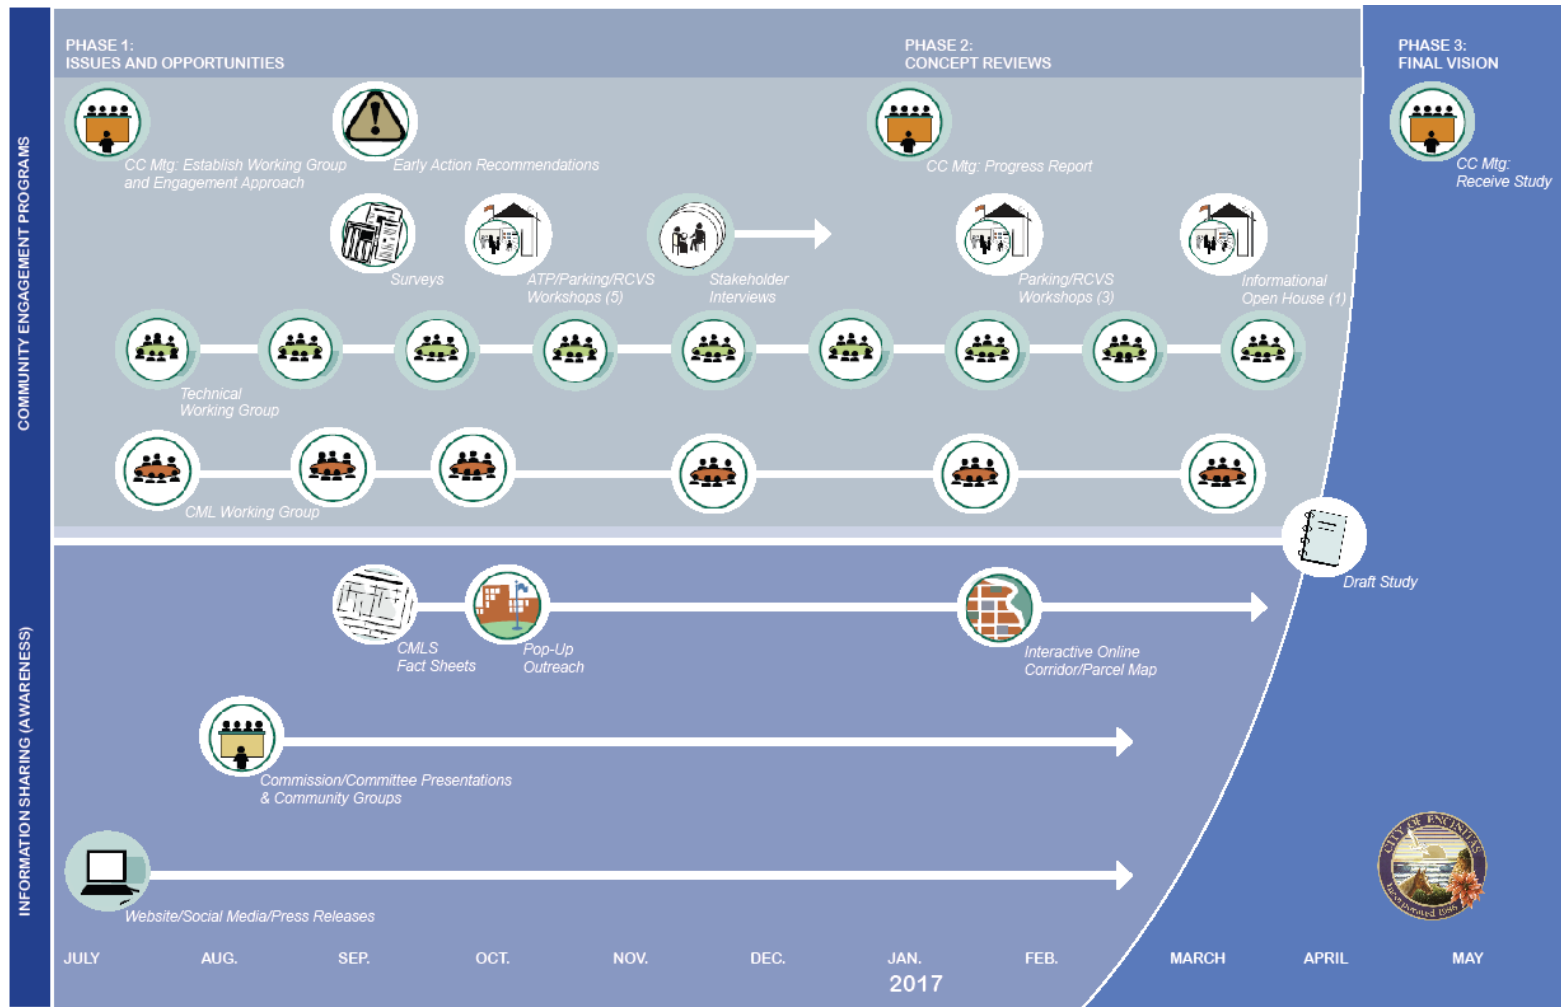 PHASE 1:
ISSUES AND OPPORTUNITIES
PHASE 2:
CONCEPT REVIEWS
PHASE 3:
FINAL VISION
COMMUNITY ENGAGEMENT PROGRAMS
CC Mtg: Establish Working Group
and Engagement Approach
Early Action Recommendations
CC Mtg: Progress Report
CC Mtg:
Receive Study
Surveys
ATP/Parking/RCVS
Workshops (5)
Stakeholder
Interviews
Parking/RCVS
Workshops (3)
Informational
Open House (1)
Technical
Working Group
CML Working Group
Draft Study
INFORMATION SHARING (AWARENESS)
CMLS
Fact Sheets
Pop-Up
Outreach
Interactive Online
Corridor/Parcel Map
Commission/Committee Presentations
& Community Groups
Website/Social Media/Press Releases
CITY OF ENCINITAS
Incorporated 1986
JULY
AUG.
SEP.
OCT.
NOV.
DEC.
JAN.
FEB.
MARCH
APRIL
MAY
2017